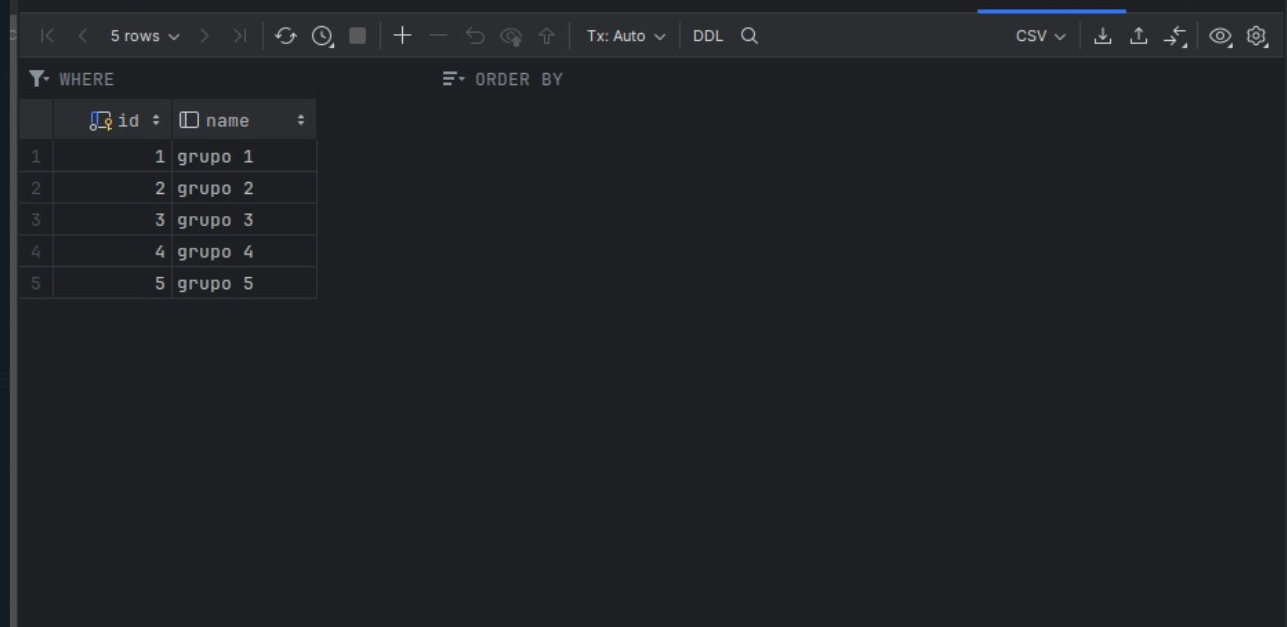 5 rows Tx: Auto DDL CSV
WHERE ORDER BY
id name
1 1 grupo 1
2 2 grupo 2
3 3 grupo 3
4 4 grupo 4
5 5 grupo 5